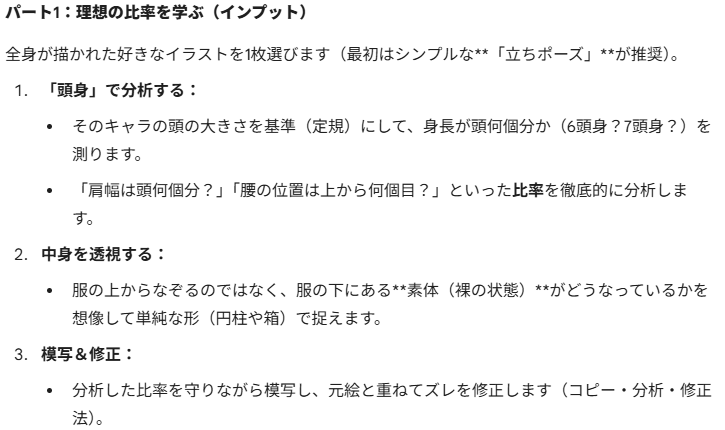 パート1：理想の比率を学ぶ（インプット）
全身が描かれた好きなイラストを1枚選びます（最初はシンプルな**「立ちポーズ」**が推奨）。
1. 「頭身」で分析する：
• そのキャラの頭の大きさを基準（定規）にして、身長が頭何個分か（6頭身？7頭身？）を
測ります。
• 「肩幅は頭何個分？」「腰の位置は上から何個目？」といった比率を徹底的に分析しま
す。
2. 中身を透視する：
• 服の上からなぞるのではなく、服の下にある**素体（裸の状態）**がどうなっているかを
想像して単純な形（円柱や箱）で捉えます。
3. 模写＆修正：
• 分析した比率を守りながら模写し、元絵と重ねてズレを修正します（コピー・分析・修正
法）。